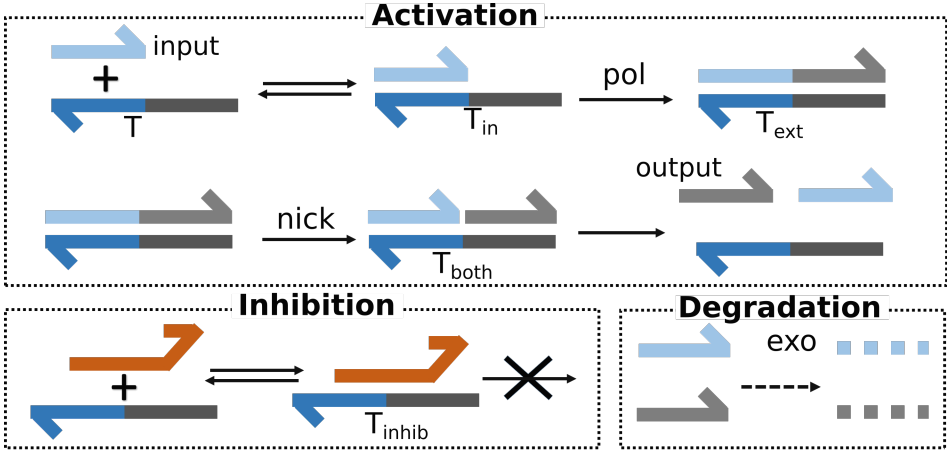 Activation
input
+
T
T_in
pol
T_ext
nick
T_both
output
Inhibition
+
T_inhib
Degradation
exo